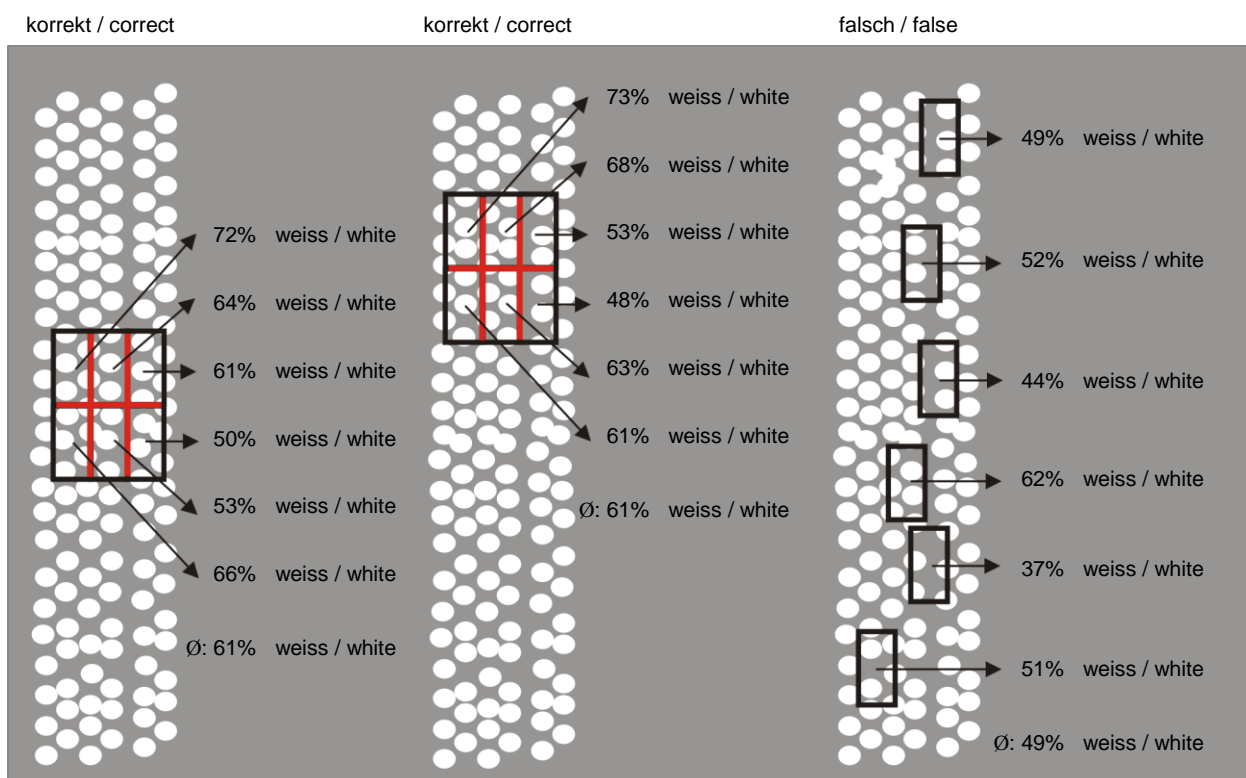 korrekt / correct
72% weiss / white
64% weiss / white
61% weiss / white
50% weiss / white
53% weiss / white
66% weiss / white
Ø: 61% weiss / white
korrekt / correct
73% weiss / white
68% weiss / white
53% weiss / white
48% weiss / white
63% weiss / white
61% weiss / white
Ø: 61% weiss / white
falsch / false
49% weiss / white
52% weiss / white
44% weiss / white
62% weiss / white
37% weiss / white
51% weiss / white
Ø: 49% weiss / white